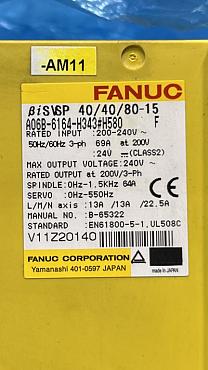 -AM11
FANUC
βiSVSP 40/40/80-15
A06B-6164-H343#H580 F
RATED INPUT :200-240V ~
50Hz/60Hz 3-ph 69A at 200V
:24V ⎓(CLASS2)
MAX OUTPUT VOLTAGE:240V ~
RATED OUTPUT at 200V/3-Ph
SPINDLE:0Hz-1.5KHz 64A
SERVO :0Hz-550Hz
L/M/N axis :13A /13A /22.5A
MANUAL NO. :B-65322
STANDARD :EN61800-5-1,UL508C
V11Z20140
FANUC CORPORATION
Yamanashi 401-0597 JAPAN
made in JAPAN